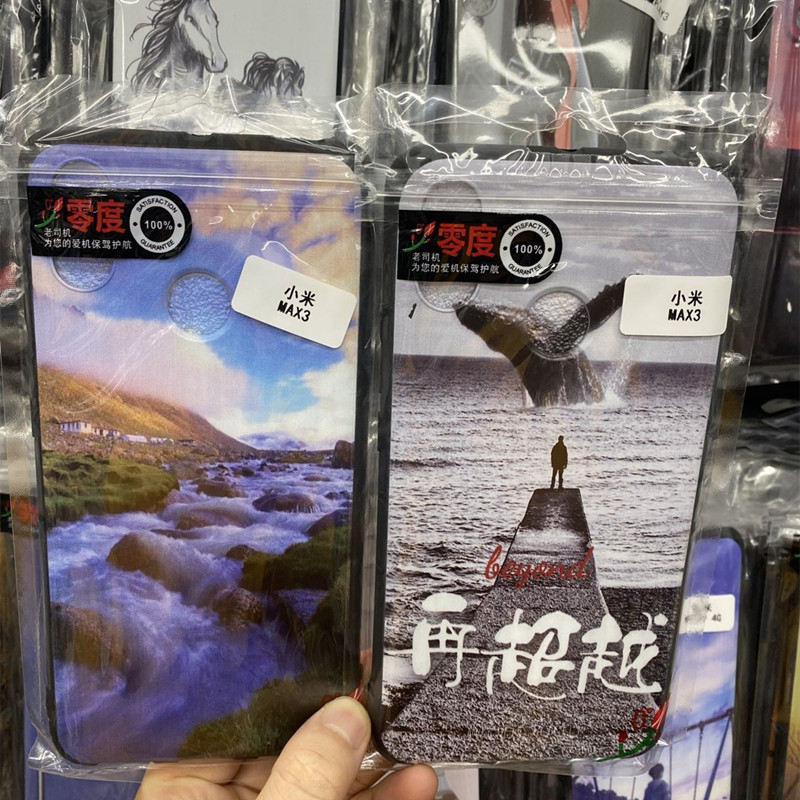 零度
老司机
为您的爱机保驾护航
SATISFACTION
100%
GUARANTEE
小米
MAX3
零度
老司机
为您的爱机保驾护航
SATISFACTION
100%
GUARANTEE
小米
MAX3
beyond
再超越
米
4G